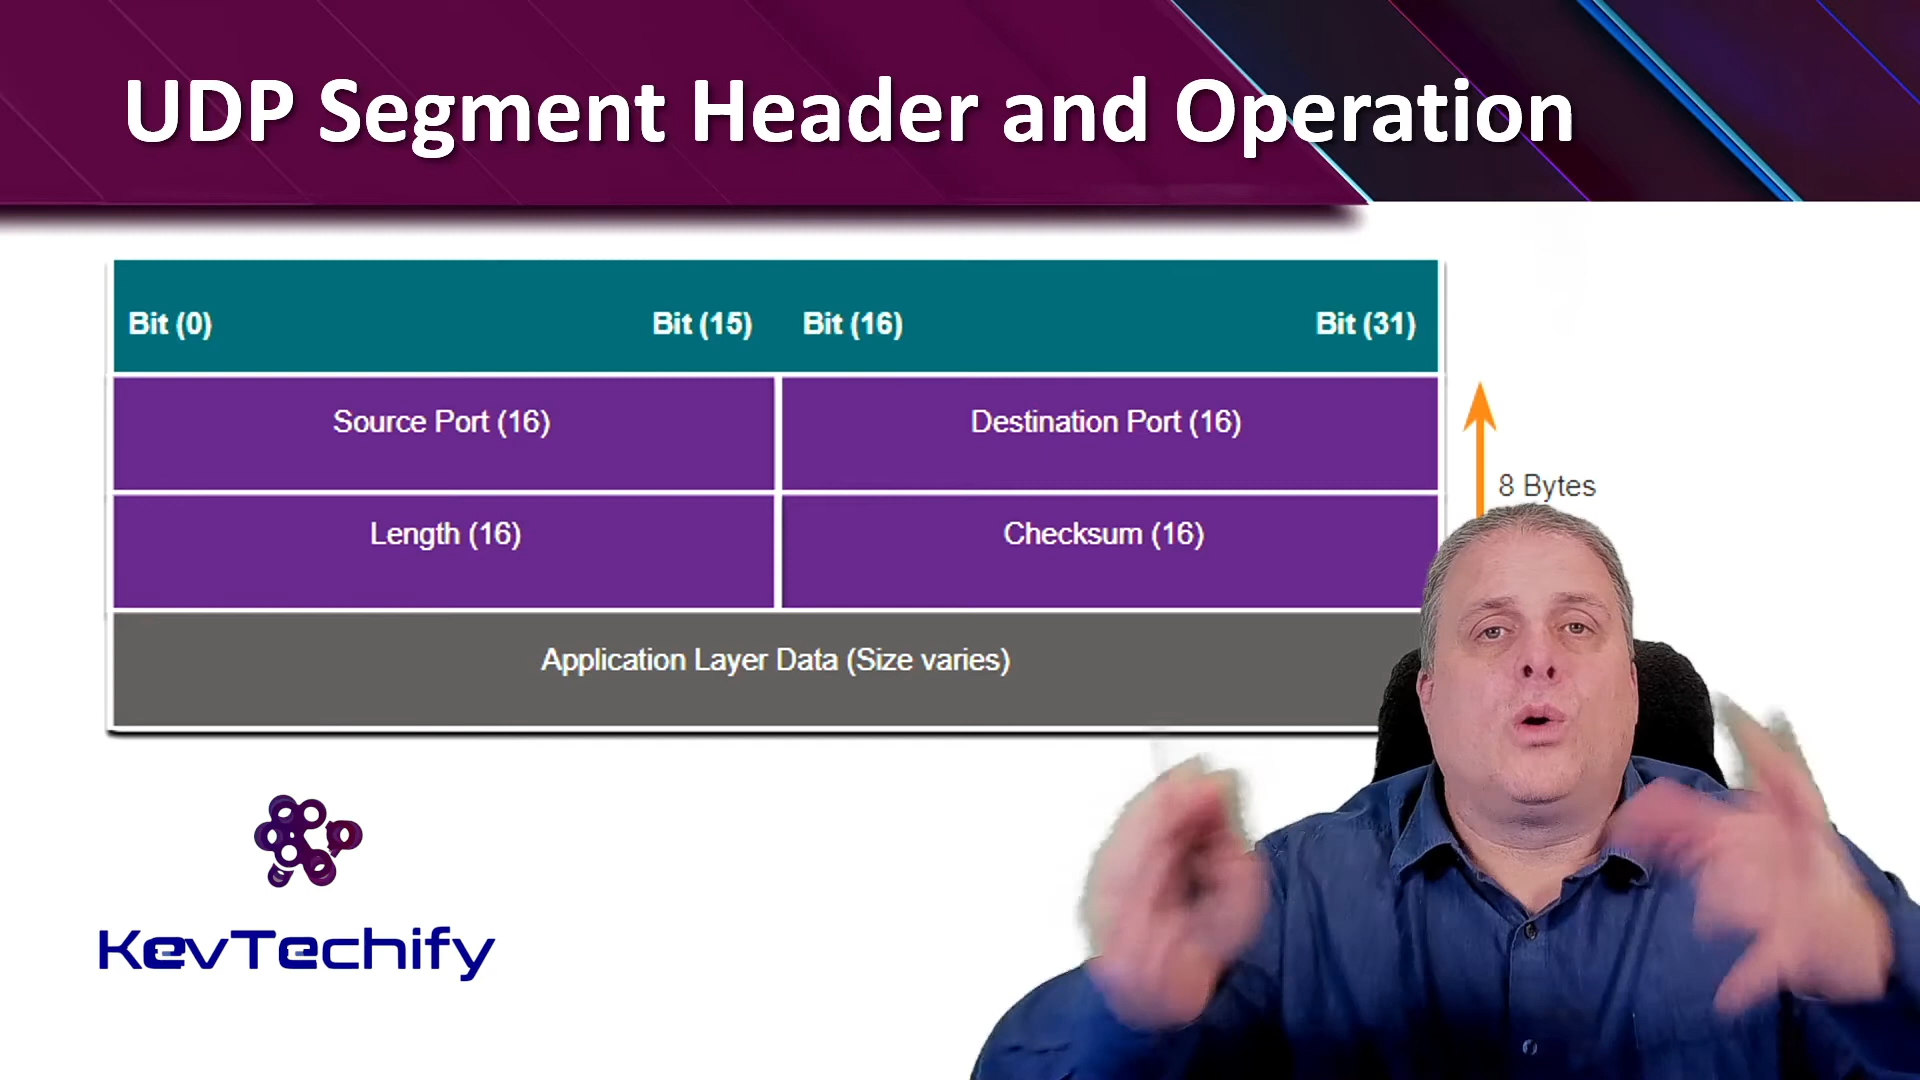 UDP Segment Header and Operation
Bit (0) Bit (15) Bit (16) Bit (31)
Source Port (16) Destination Port (16)
8 Bytes
Length (16) Checksum (16)
Application Layer Data (Size varies)
KevTechify